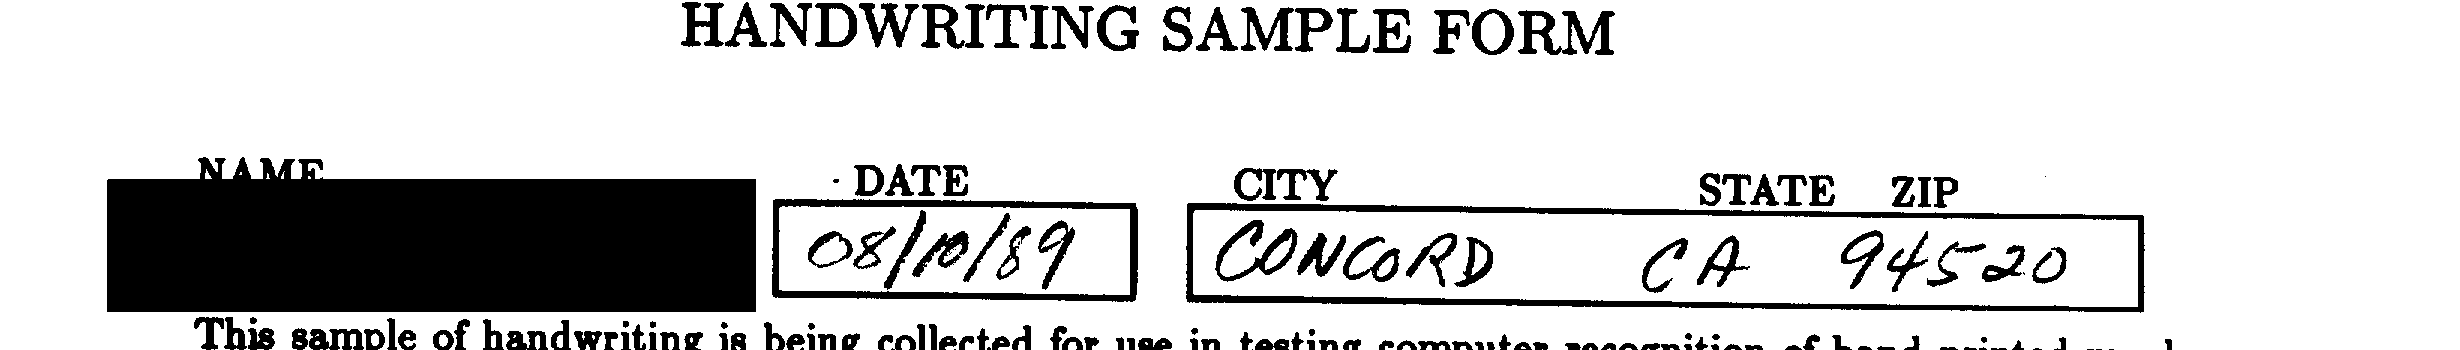 HANDWRITING SAMPLE FORM
NAME DATE CITY STATE ZIP
08/10/89 CONCORD CA 94520
This sample of handwriting is being collected for use in testing computer recognition of hand printed